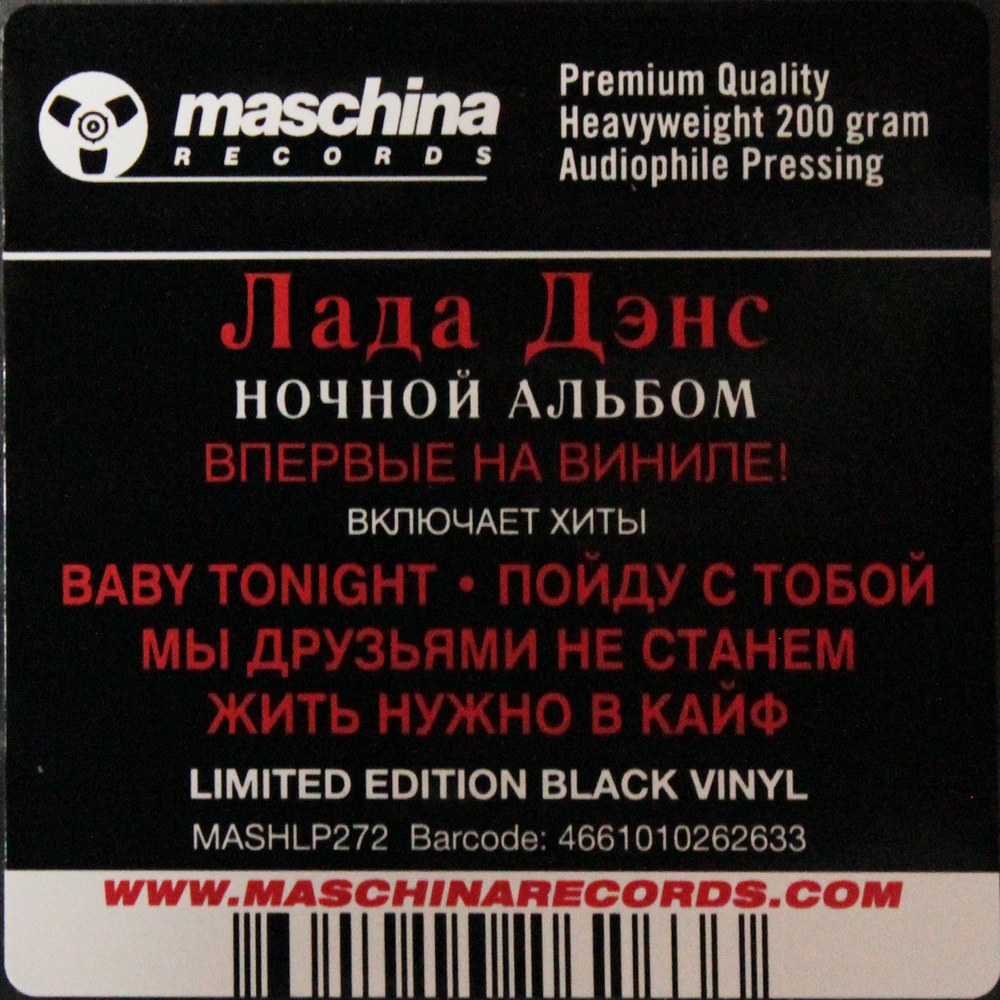 maschina
RECORDS
Premium Quality
Heavyweight 200 gram
Audiophile Pressing
Лада Дэнс
НОЧНОЙ АЛЬБОМ
ВПЕРВЫЕ НА ВИНИЛЕ!
ВКЛЮЧАЕТ ХИТЫ
BABY TONIGHT • ПОЙДУ С ТОБОЙ
МЫ ДРУЗЬЯМИ НЕ СТАНЕМ
ЖИТЬ НУЖНО В КАЙФ
LIMITED EDITION BLACK VINYL
MASHLP272 Barcode: 4661010262633
WWW.MASCHINARECORDS.COM